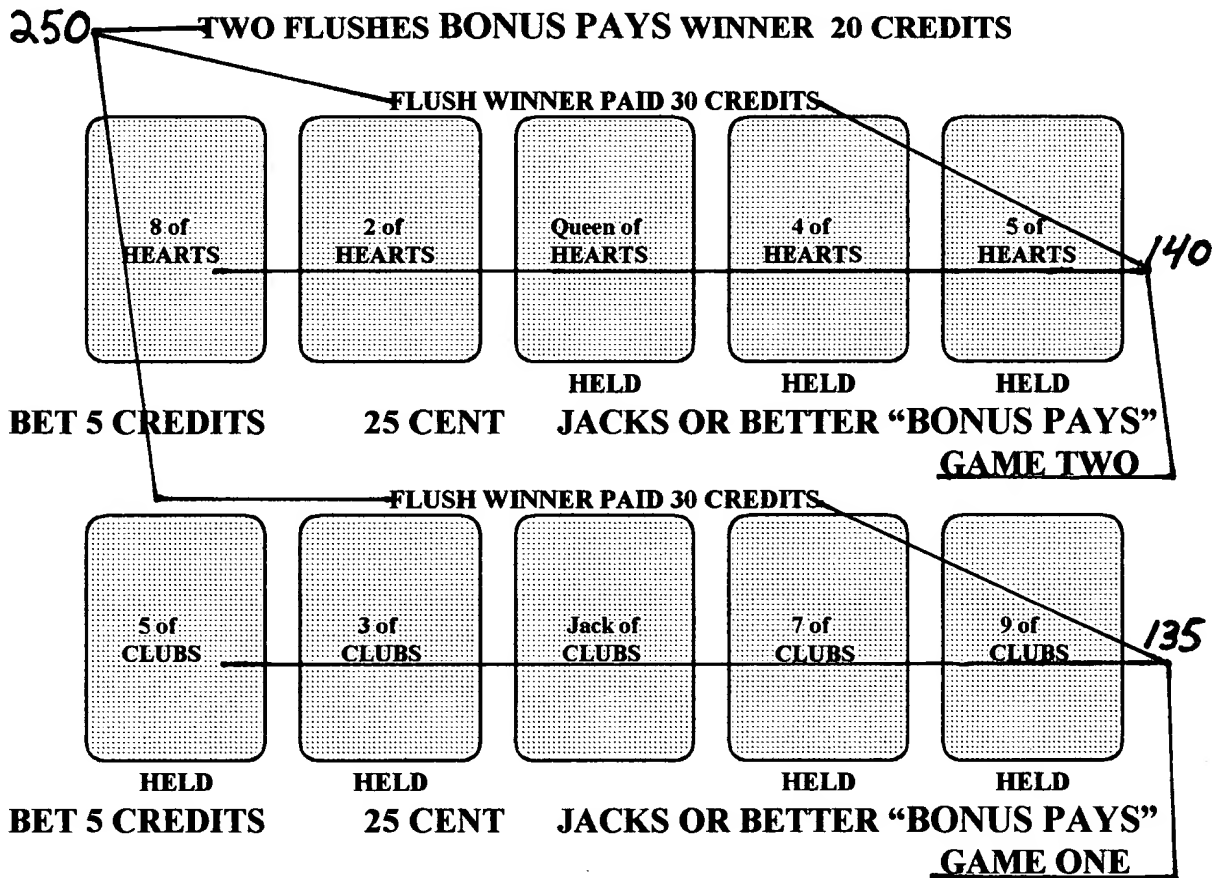 250 TWO FLUSHES BONUS PAYS WINNER 20 CREDITS
FLUSH WINNER PAID 30 CREDITS
8 of 2 of Queen of 4 of 5 of
HEARTS HEARTS HEARTS HEARTS HEARTS 140
HELD HELD HELD
BET 5 CREDITS 25 CENT JACKS OR BETTER “BONUS PAYS”
GAME TWO
FLUSH WINNER PAID 30 CREDITS
5 of 3 of Jack of 7 of 9 of 135
CLUBS CLUBS CLUBS CLUBS CLUBS
HELD HELD HELD HELD
BET 5 CREDITS 25 CENT JACKS OR BETTER “BONUS PAYS”
GAME ONE